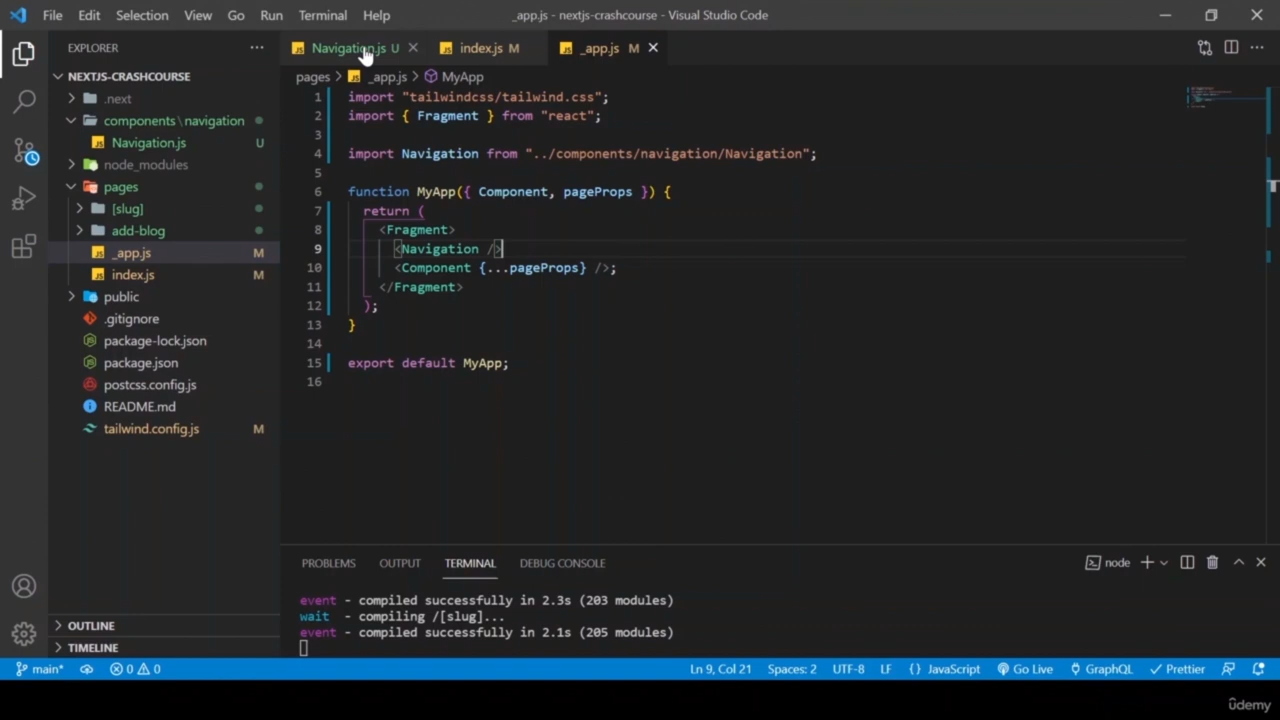 File Edit Selection View Go Run Terminal Help _app.js - nextjs-crashcourse - Visual Studio Code
EXPLORER
NEXTJS-CRASHCOURSE
.next
components\navigation
Navigation.js U
node_modules
pages
[slug]
add-blog
_app.js M
index.js M
public
.gitignore
package-lock.json
package.json
postcss.config.js
README.md
tailwind.config.js M
OUTLINE
TIMELINE
Navigation.js U index.js M _app.js M
pages > _app.js > MyApp
1 import "tailwindcss/tailwind.css";
2 import { Fragment } from "react";
3
4 import Navigation from "../components/navigation/Navigation";
5
6 function MyApp({ Component, pageProps }) {
7 return (
8 <Fragment>
9 <Navigation />
10 <Component {...pageProps} />;
11 </Fragment>
12 );
13 }
14
15 export default MyApp;
16
PROBLEMS OUTPUT TERMINAL DEBUG CONSOLE node
event - compiled successfully in 2.3s (203 modules)
wait - compiling /[slug]...
event - compiled successfully in 2.1s (205 modules)
main* 0 0 Ln 9, Col 21 Spaces: 2 UTF-8 LF {} JavaScript Go Live GraphQL Prettier
ûdemy